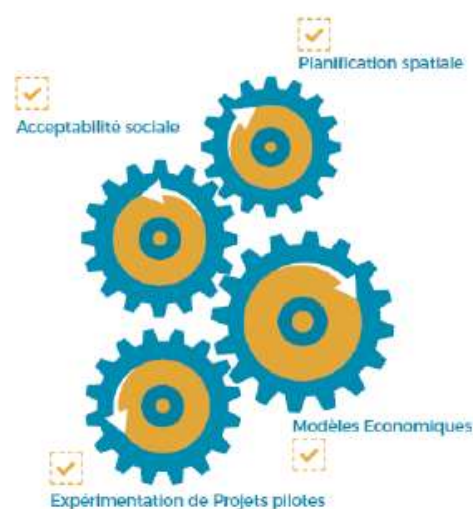 Planification spatiale
Acceptabilité sociale
Modèles Economiques
Expérimentation de Projets pilotes